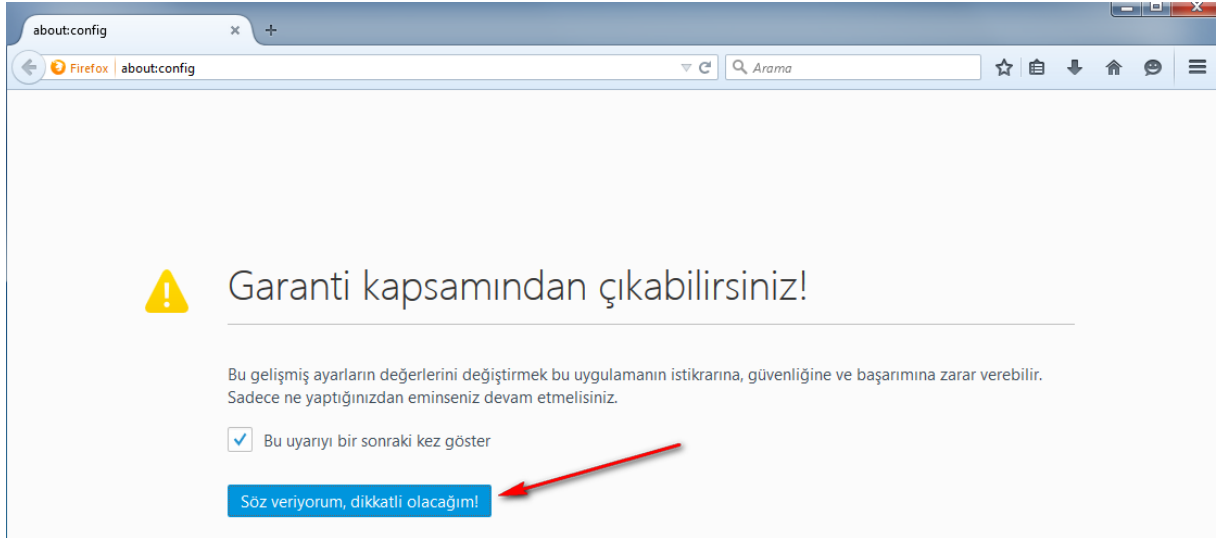 about:config
Firefox about:config
Arama
Garanti kapsamından çıkabilirsiniz!
Bu gelişmiş ayarların değerlerini değiştirmek bu uygulamanın istikrarına, güvenliğine ve başarımına zarar verebilir.
Sadece ne yaptığınızdan eminseniz devam etmelisiniz.
Bu uyarıyı bir sonraki kez göster
Söz veriyorum, dikkatli olacağım!